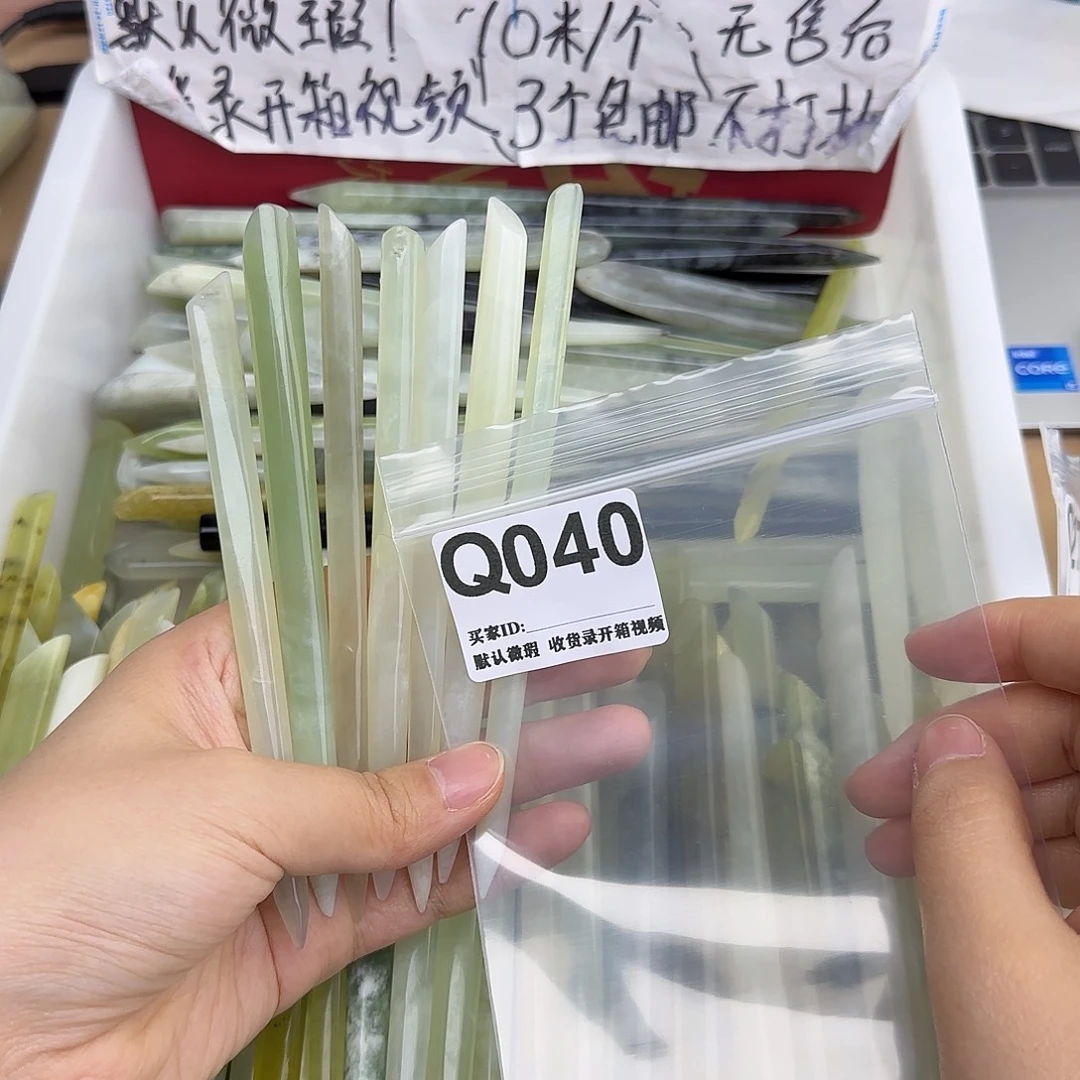 默认微瑕! 10米/个、无售后
录开箱视频 3个包邮 不打
Q040
买家ID:
默认微瑕 收货录开箱视频
intel
CORE